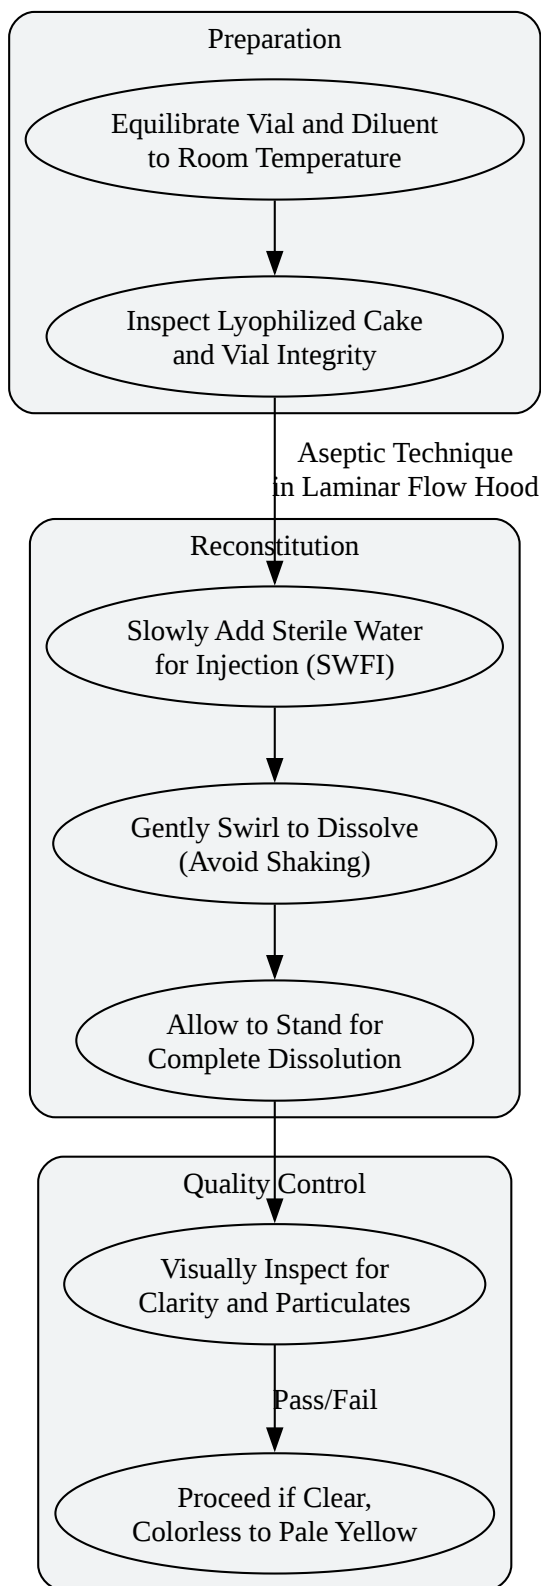 Preparation
Equilibrate Vial and Diluent
to Room Temperature
Inspect Lyophilized Cake
and Vial Integrity
Aseptic Technique
in Laminar Flow Hood
Reconstitution
Slowly Add Sterile Water
for Injection (SWFI)
Gently Swirl to Dissolve
(Avoid Shaking)
Allow to Stand for
Complete Dissolution
Quality Control
Visually Inspect for
Clarity and Particulates
Pass/Fail
Proceed if Clear,
Colorless to Pale Yellow